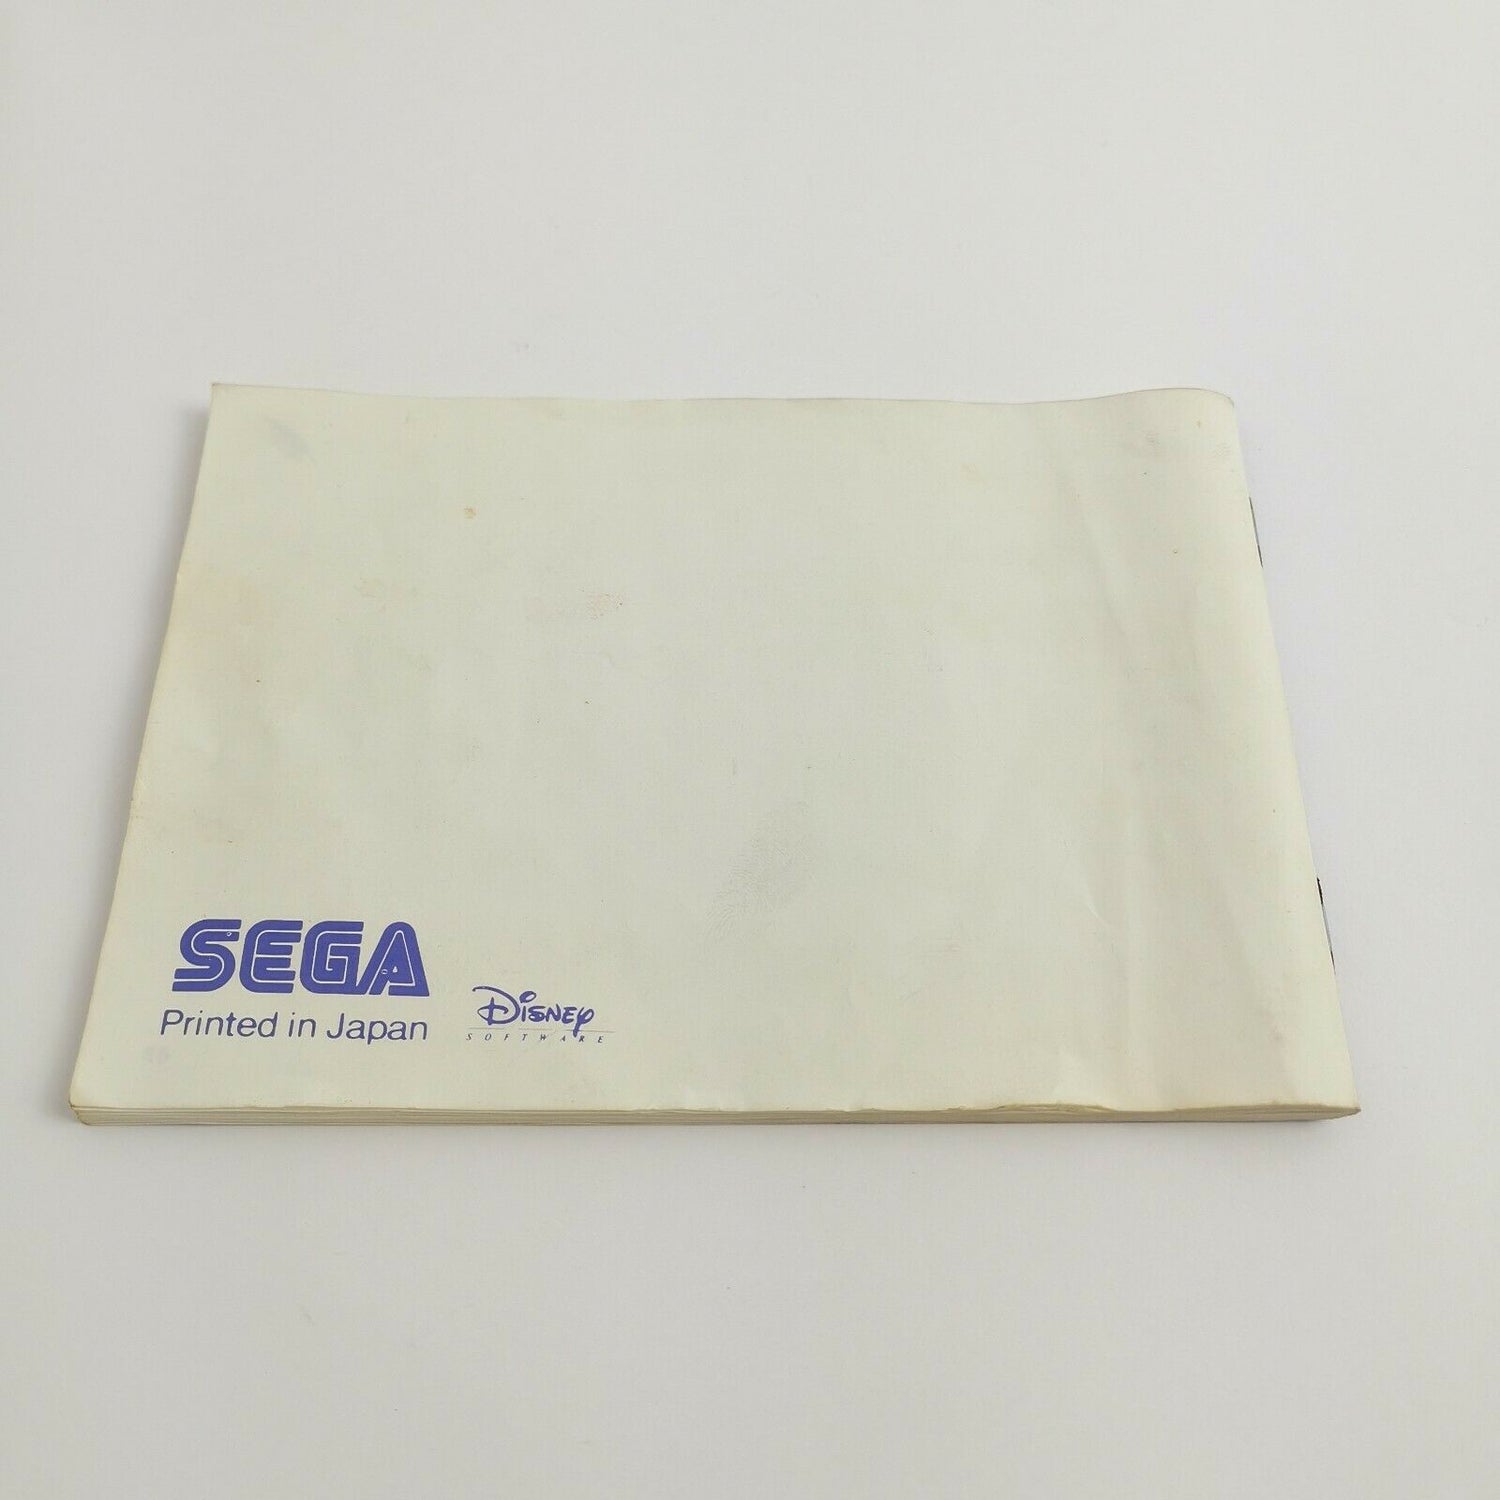 SEGA
Printed in Japan
Disney
SOFTWARE